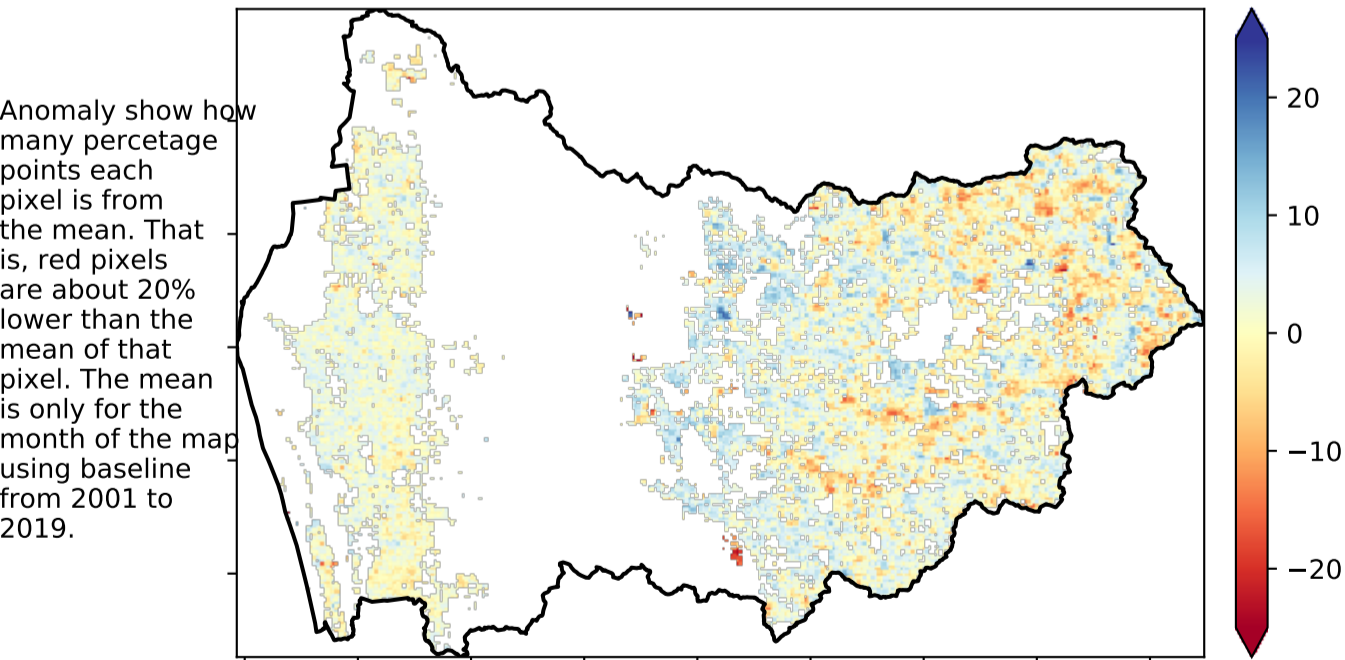 Anomaly show how
many percetage
points each
pixel is from
the mean. That
is, red pixels
are about 20%
lower than the
mean of that
pixel. The mean
is only for the
month of the map
using baseline
from 2001 to
2019.
20
10
0
−10
−20